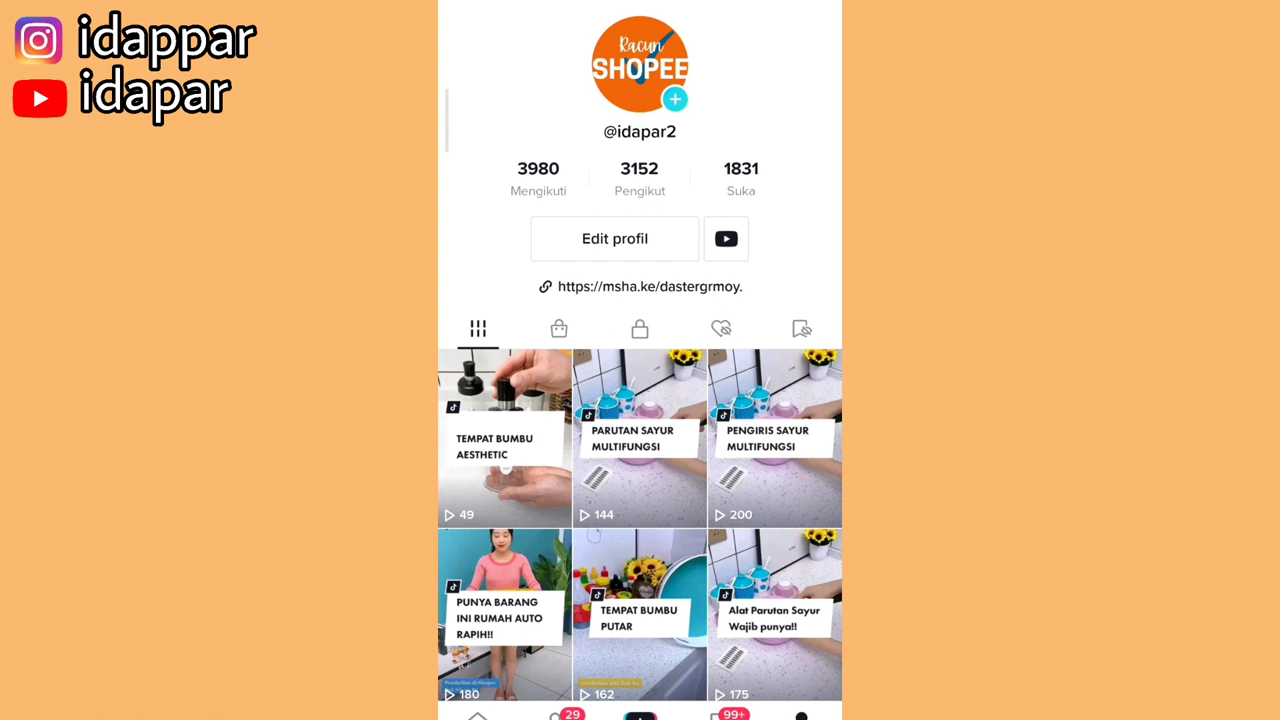 idappar
idapar
Racun
SHOPEE
@idapar2
3980
3152
1831
Mengikuti
Pengikut
Suka
Edit profil
https://msha.ke/dastergrmoy.
TEMPAT BUMBU
AESTHETIC
49
PARUTAN SAYUR
MULTIFUNGSI
144
PENGIRIS SAYUR
MULTIFUNGSI
200
PUNYA BARANG
INI RUMAH AUTO
RAPIH!!
180
TEMPAT BUMBU
PUTAR
162
Alat Parutan Sayur
Wajib punya!!
175
29
99+